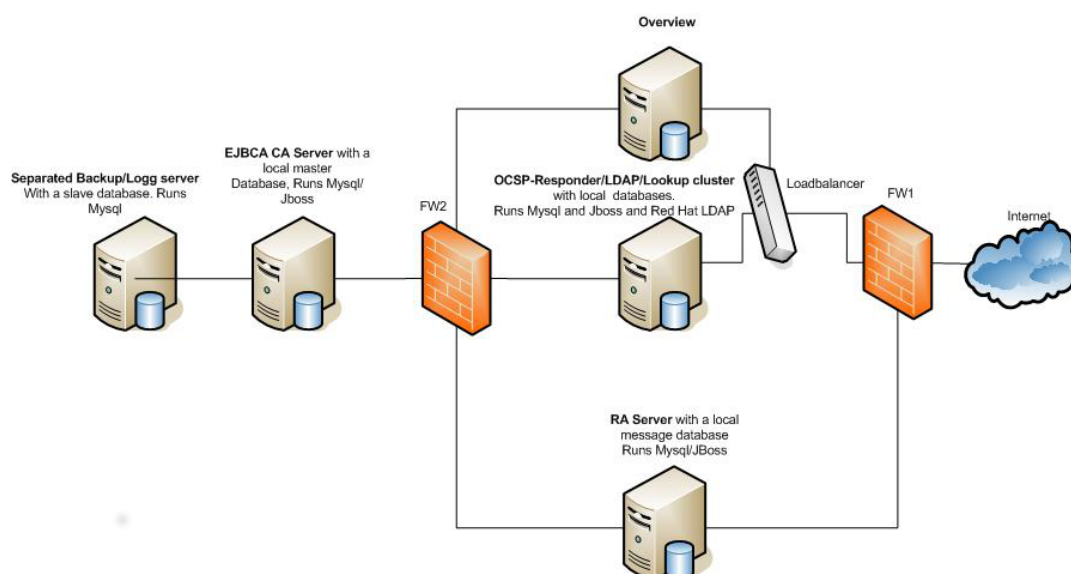 Overview
EJBCA CA Server with a
local master
Database, Runs Mysql/
Jboss
Separated Backup/Logg server
With a slave database. Runs
Mysql
FW2
OCSP-Responder/LDAP/Lookup cluster
with local databases.
Runs Mysql and Jboss and Red Hat LDAP
Loadbalancer
FW1
Internet
RA Server with a local
message database
Runs Mysql/JBoss